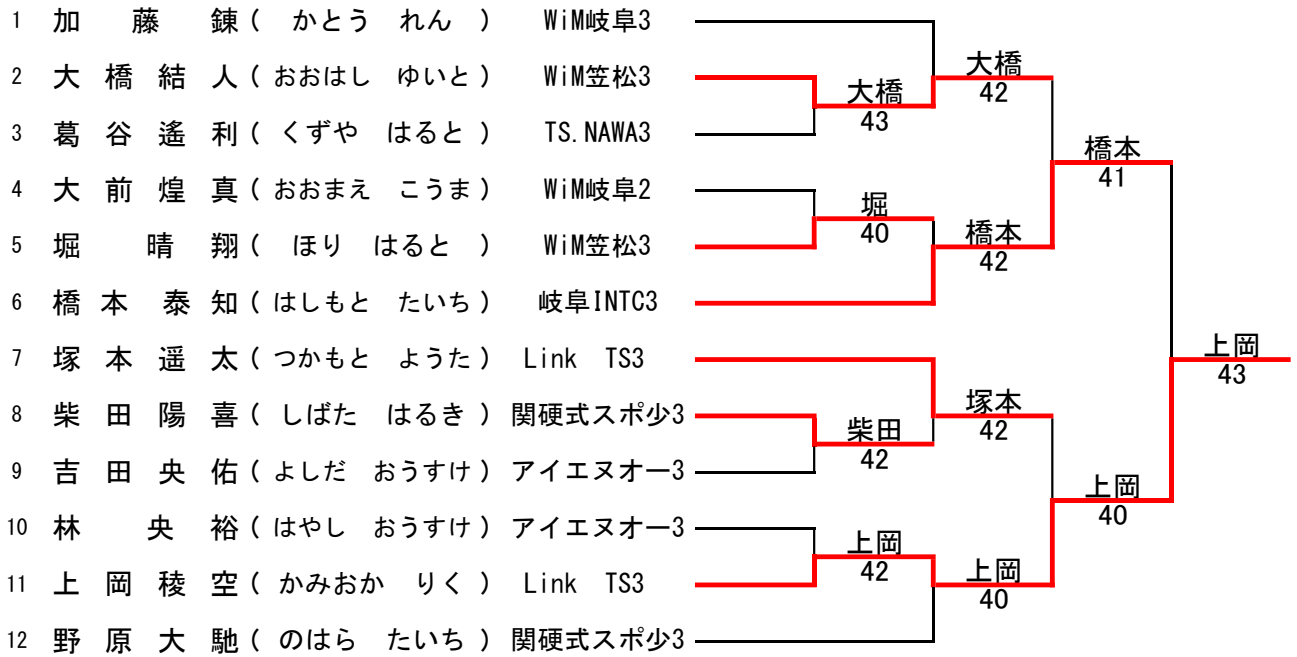 1 加藤錬(かとう れん) WiM岐阜3
2 大橋結人(おおはし ゆいと) WiM笠松3
3 葛谷遙利(くずや はると) TS.NAWA3
4 大前煌真(おおまえ こうま) WiM岐阜2
5 堀晴翔(ほり はると) WiM笠松3
6 橋本泰知(はしもと たいち) 岐阜INTC3
7 塚本遥太(つかもと ようた) Link TS3
8 柴田陽喜(しばた はるき) 関硬式スポ少3
9 吉田央佑(よしだ おうすけ) アイエヌオー3
10 林央裕(はやし おうすけ) アイエヌオー3
11 上岡稜空(かみおか りく) Link TS3
12 野原大馳(のはら たいち) 関硬式スポ少3
大橋
43
堀
40
柴田
42
上岡
42
大橋
42
橋本
42
塚本
42
上岡
40
橋本
41
上岡
40
上岡
43